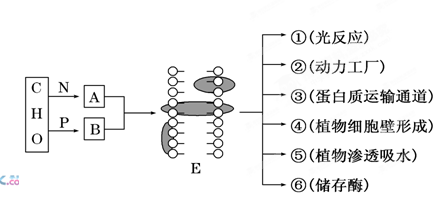 C
H
O
N
P
A
B
E
①(光反应)
②(动力工厂)
③(蛋白质运输通道)
④(植物细胞壁形成)
⑤(植物渗透吸水)
⑥(储存酶)